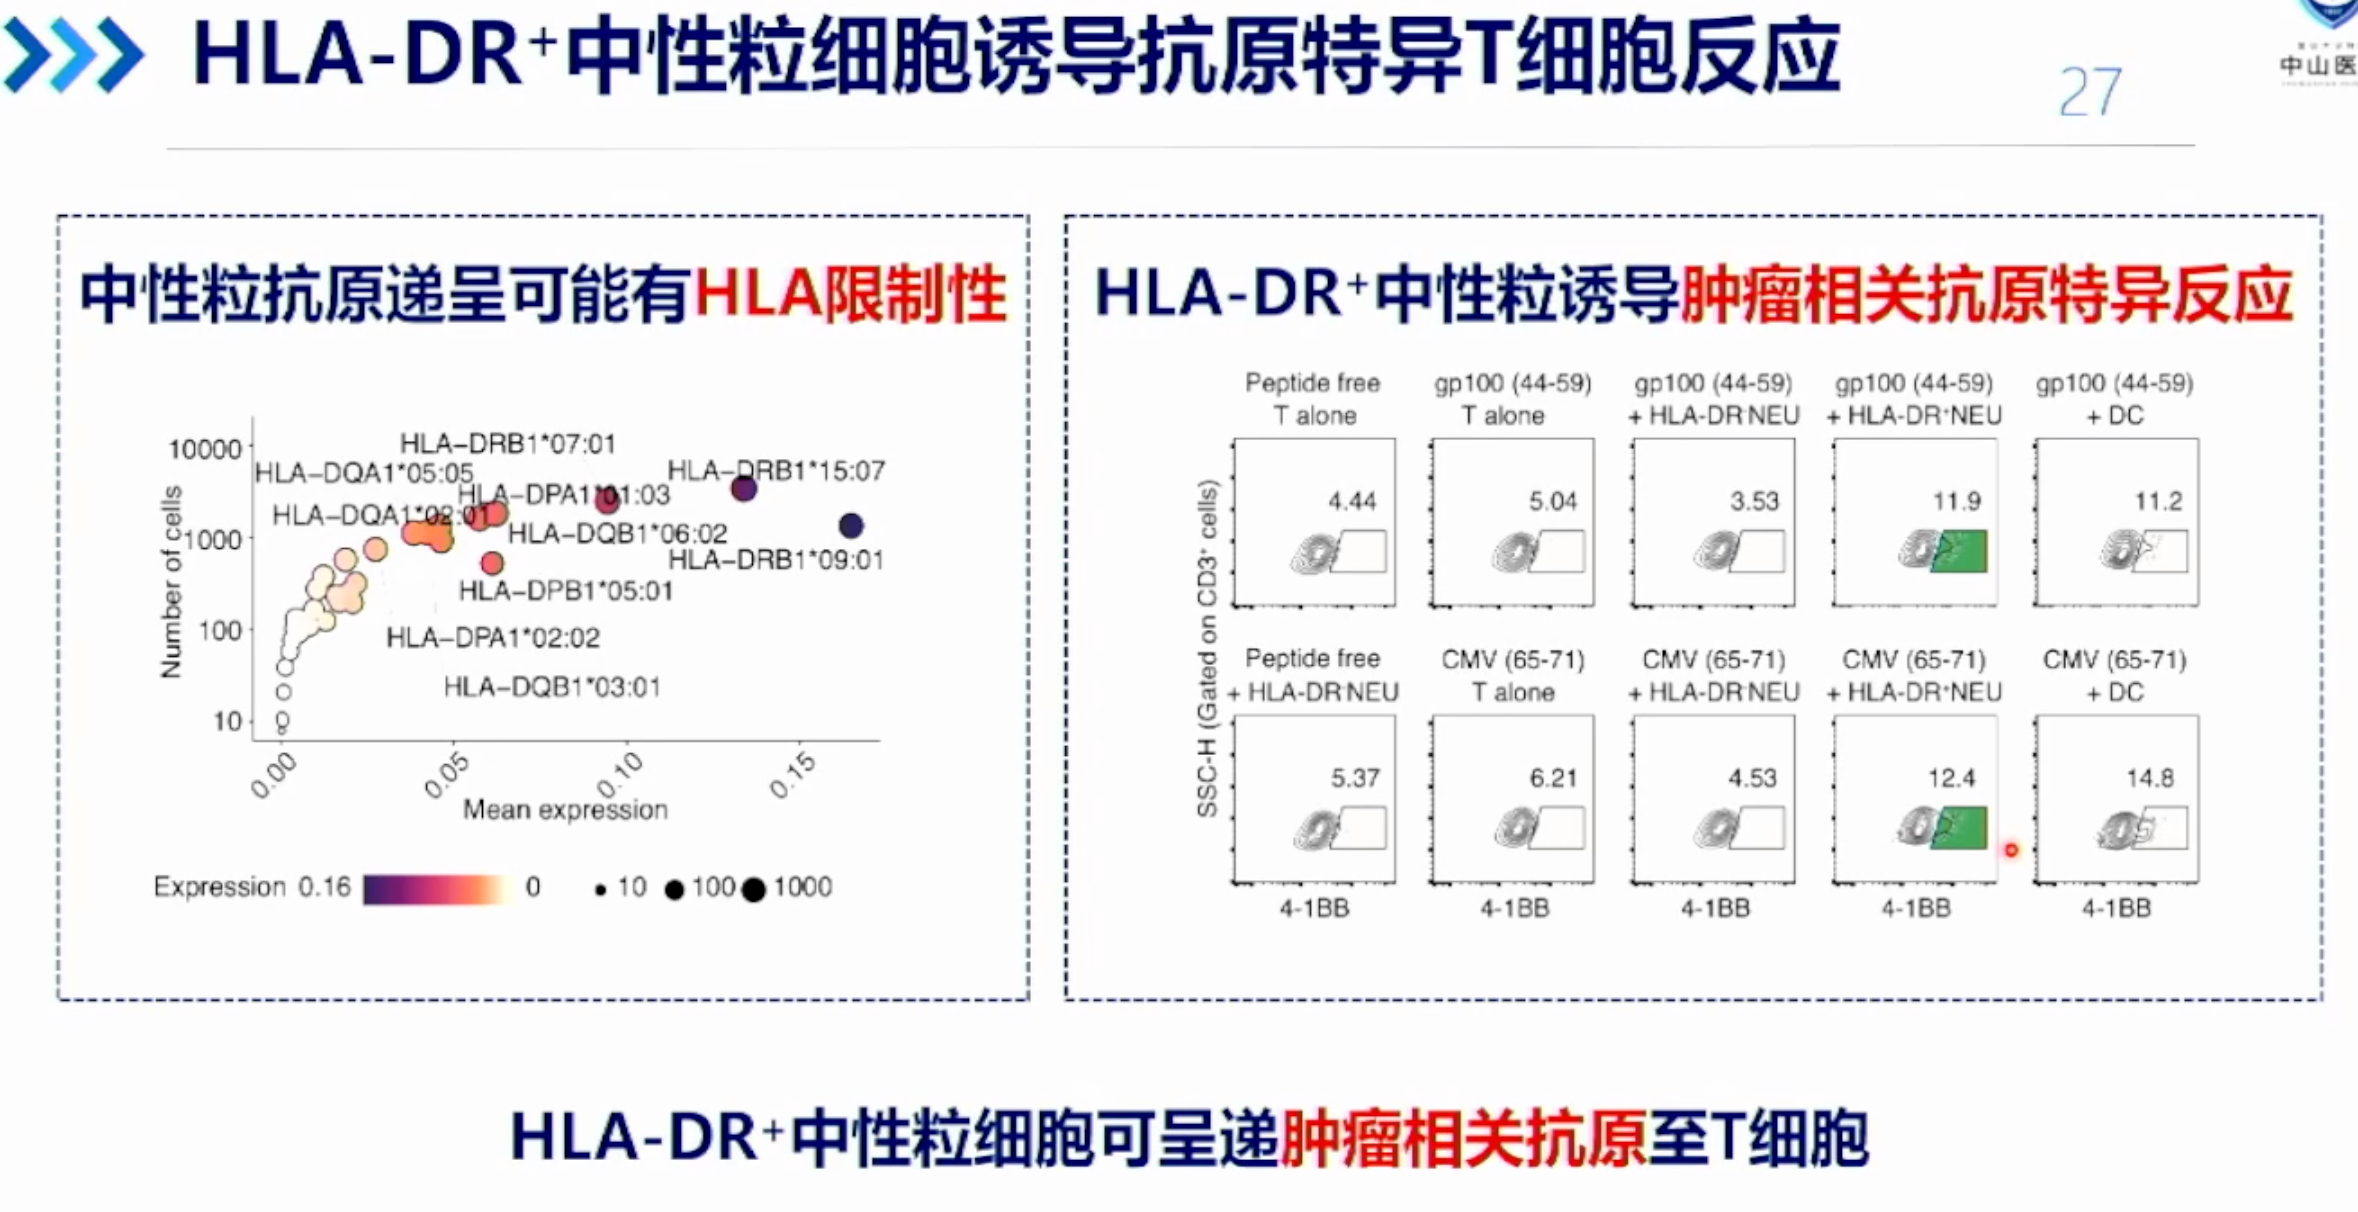 HLA-DR⁺中性粒细胞诱导抗原特异T细胞反应
27
中山医
中性粒抗原递呈可能有HLA限制性
Number of cells
10000
1000
100
10
HLA-DRB1*07:01
HLA-DQA1*05:05
HLA-DRB1*15:07
HLA-DPA1*01:03
HLA-DQA1*02:01
HLA-DQB1*06:02
HLA-DRB1*09:01
HLA-DPB1*05:01
HLA-DPA1*02:02
HLA-DQB1*03:01
0.00 0.05 0.10 0.15
Mean expression
Expression 0.16 0 10 100 1000
HLA-DR⁺中性粒诱导肿瘤相关抗原特异反应
SSC-H (Gated on CD3⁺ cells)
Peptide free
T alone
4.44
gp100 (44-59)
T alone
5.04
gp100 (44-59)
+ HLA-DR⁻NEU
3.53
gp100 (44-59)
+ HLA-DR⁺NEU
11.9
gp100 (44-59)
+ DC
11.2
Peptide free
+ HLA-DR⁻NEU
5.37
CMV (65-71)
T alone
6.21
CMV (65-71)
+ HLA-DR⁻NEU
4.53
CMV (65-71)
+ HLA-DR⁺NEU
12.4
CMV (65-71)
+ DC
14.8
4-1BB 4-1BB 4-1BB 4-1BB 4-1BB
HLA-DR⁺中性粒细胞可呈递肿瘤相关抗原至T细胞